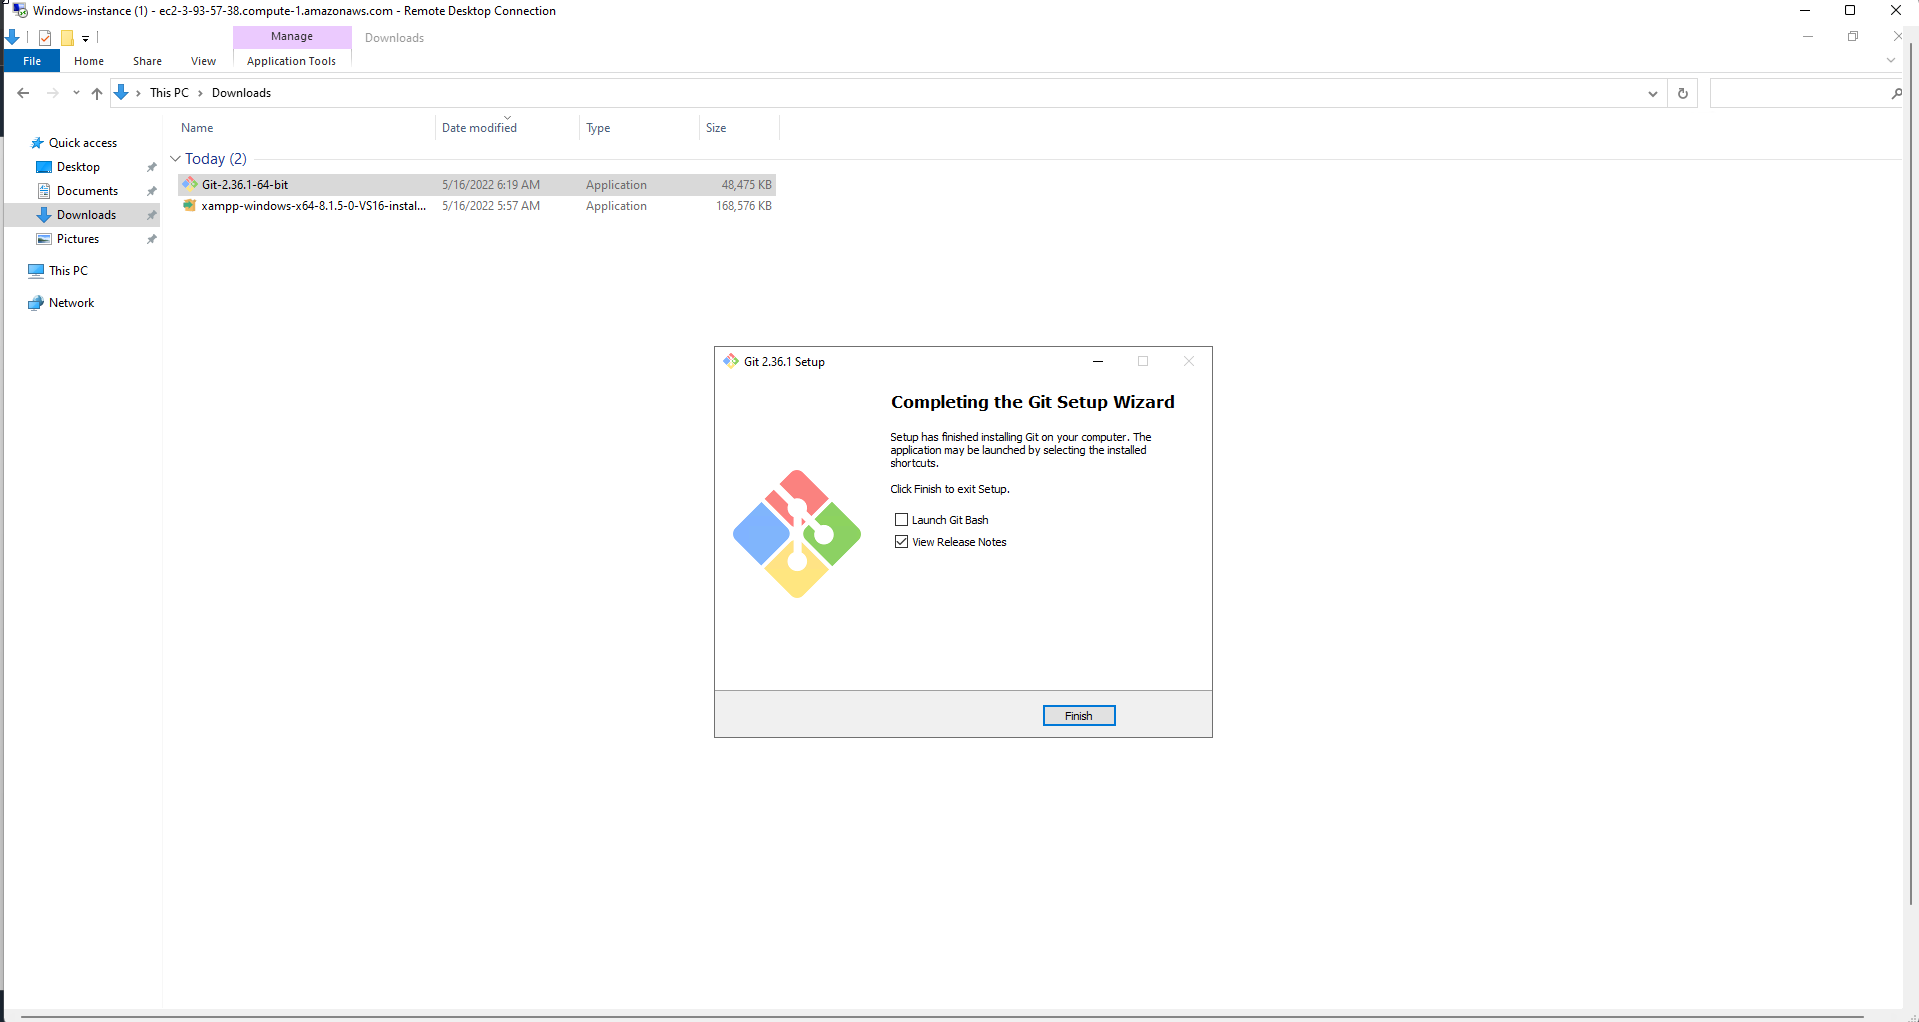 Windows-instance (1) - ec2-3-93-57-38.compute-1.amazonaws.com - Remote Desktop Connection
Manage
Downloads
File Home Share View Application Tools
This PC Downloads
Name Date modified Type Size
Quick access
Today (2)
Desktop
Git-2.36.1-64-bit 5/16/2022 6:19 AM Application 48,475 KB
Documents
xampp-windows-x64-8.1.5-0-VS16-instal... 5/16/2022 5:57 AM Application 168,576 KB
Downloads
Pictures
This PC
Network
Git 2.36.1 Setup
Completing the Git Setup Wizard
Setup has finished installing Git on your computer. The
application may be launched by selecting the installed
shortcuts.
Click Finish to exit Setup.
Launch Git Bash
View Release Notes
Finish